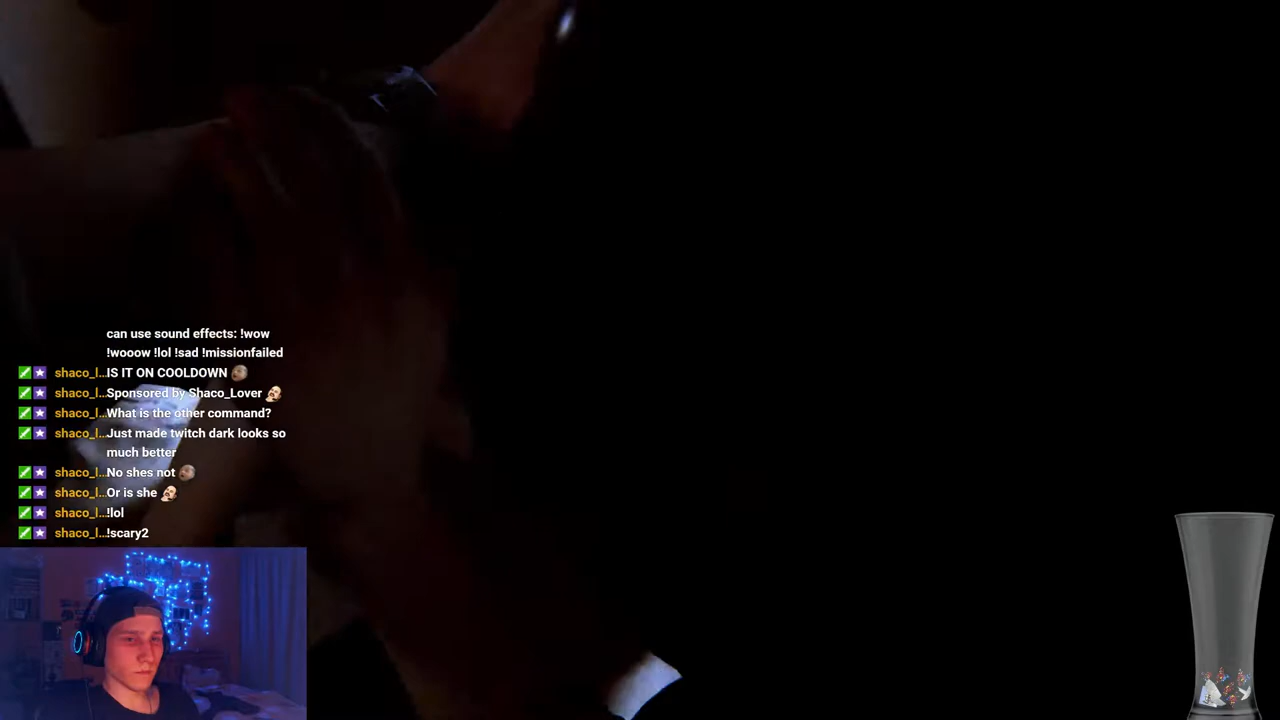 can use sound effects: !wow
!wooow !lol !sad !missionfailed
shaco_l...IS IT ON COOLDOWN
shaco_l...Sponsored by Shaco_Lover
shaco_l...What is the other command?
shaco_l...Just made twitch dark looks so
much better
shaco_l...No shes not
shaco_l...Or is she
shaco_l...!lol
shaco_l...!scary2